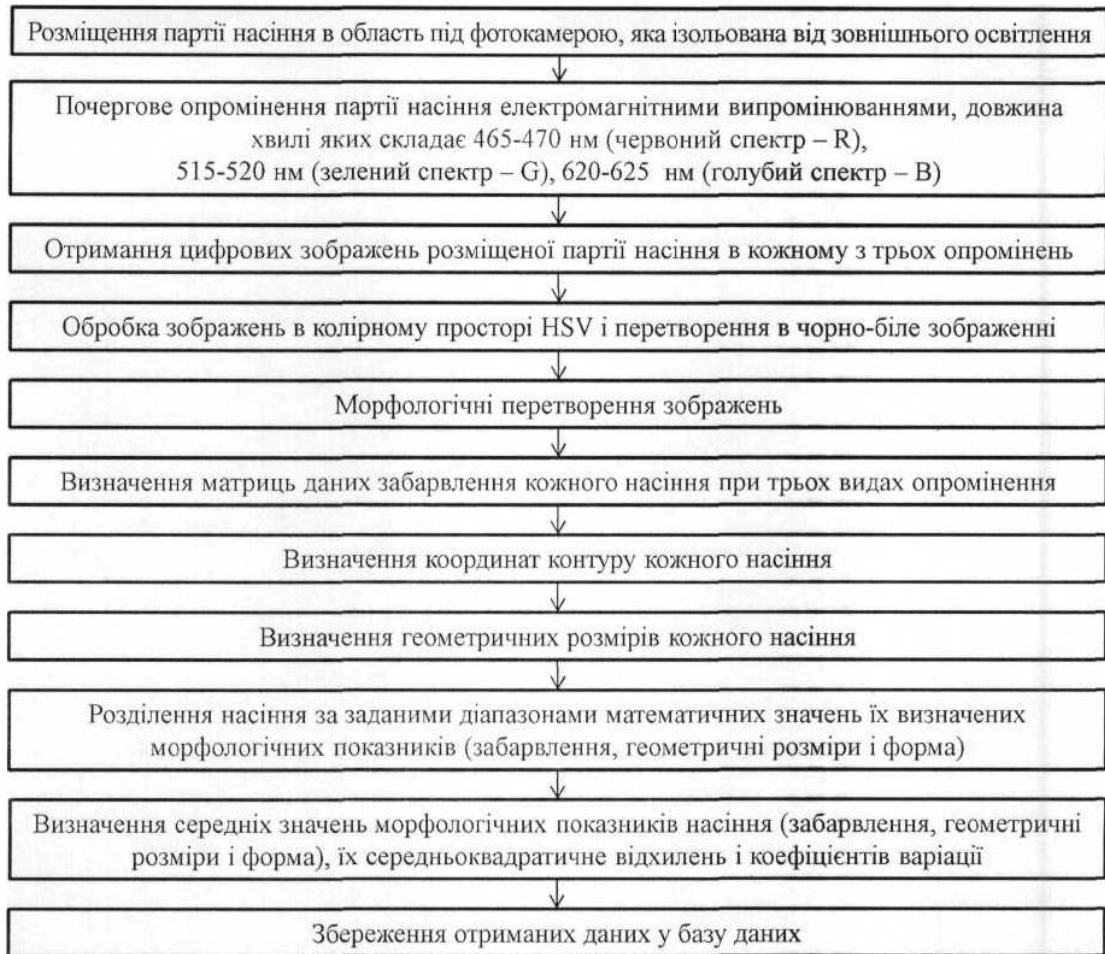 Розміщення партії насіння в область під фотокамерою, яка ізольована від зовнішнього освітлення
Почергове опромінення партії насіння електромагнітними випромінюваннями, довжина
хвилі яких складає 465-470 нм (червоний спектр – R),
515-520 нм (зелений спектр – G), 620-625 нм (голубий спектр – B)
Отримання цифрових зображень розміщеної партії насіння в кожному з трьох опромінень
Обробка зображень в колірному просторі HSV і перетворення в чорно-біле зображенні
Морфологічні перетворення зображень
Визначення матриць даних забарвлення кожного насіння при трьох видах опромінення
Визначення координат контуру кожного насіння
Визначення геометричних розмірів кожного насіння
Розділення насіння за заданими діапазонами математичних значень їх визначених
морфологічних показників (забарвлення, геометричні розміри і форма)
Визначення середніх значень морфологічних показників насіння (забарвлення, геометричні
розміри і форма), їх середньоквадратичне відхилень і коефіцієнтів варіації
Збереження отриманих даних у базу даних